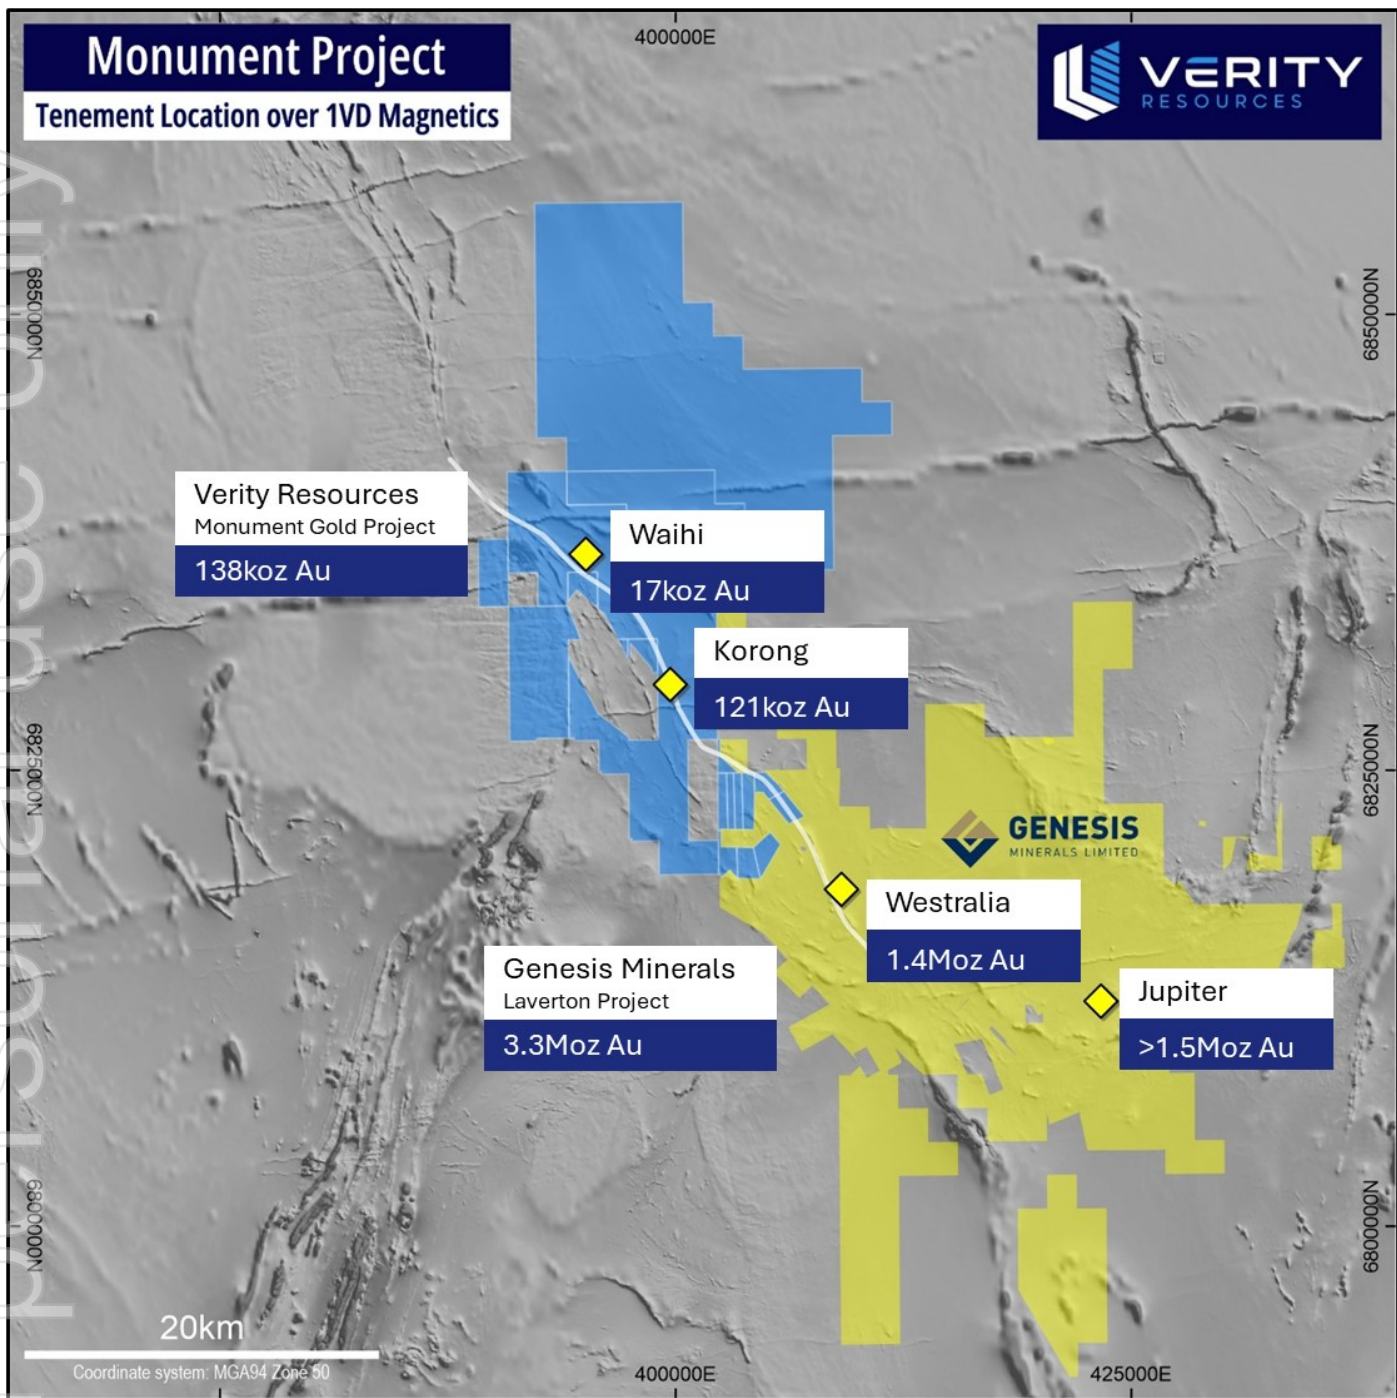 Monument Project
Tenement Location over 1VD Magnetics
400000E
VERITY
RESOURCES
6850000N
6850000N
Verity Resources
Monument Gold Project
138koz Au
Waihi
17koz Au
Korong
121koz Au
6825000N
6825000N
GENESIS
MINERALS LIMITED
Westralia
1.4Moz Au
Genesis Minerals
Laverton Project
3.3Moz Au
Jupiter
>1.5Moz Au
6800000N
6800000N
20km
Coordinate system: MGA94 Zone 50
400000E
425000E